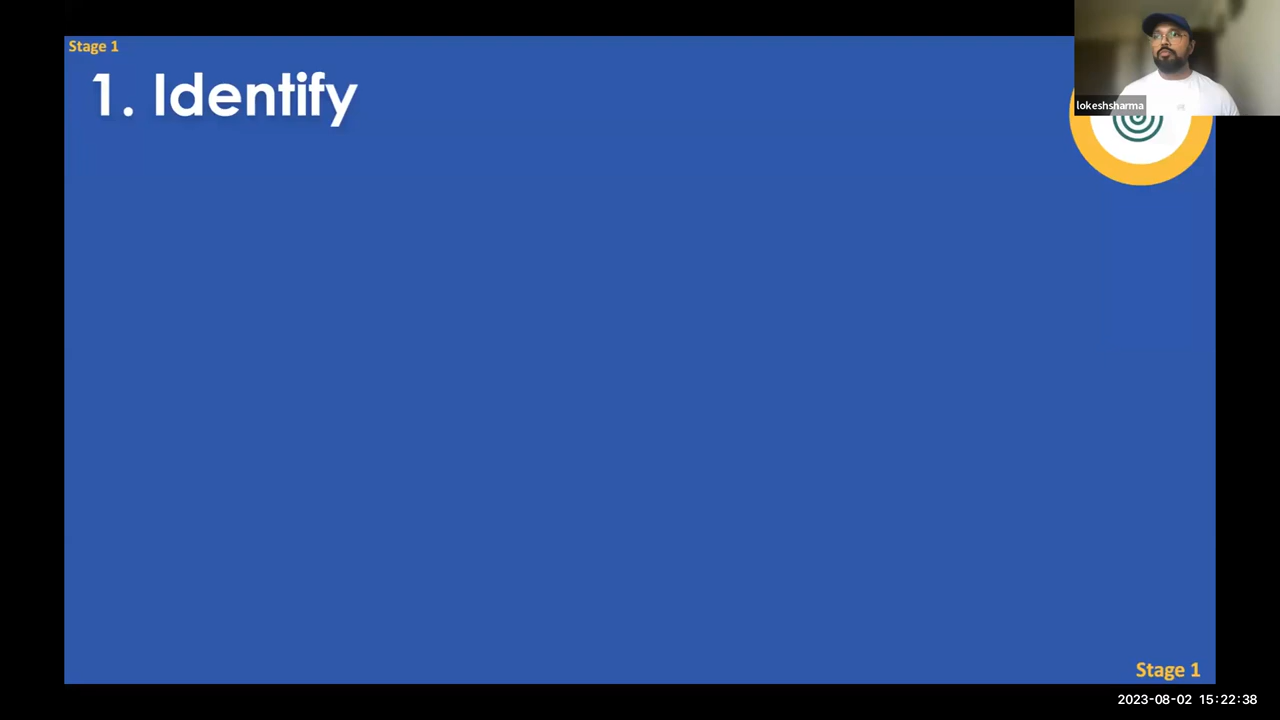 Stage 1
1. Identify
lokeshsharma
Stage 1
2023-08-02 15:22:38